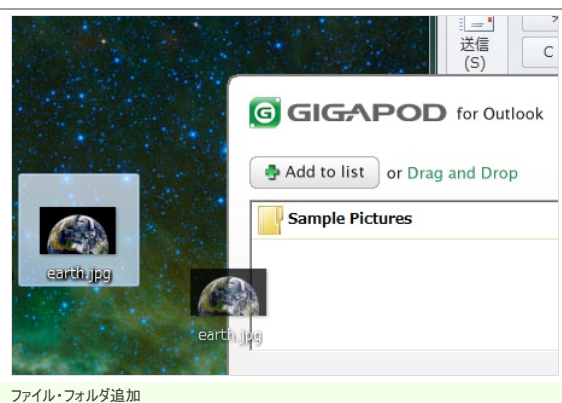 送信
(S)
C
G GIGAPOD for Outlook
Add to list or Drag and Drop
Sample Pictures
earth.jpg
earth.jpg
ファイル・フォルダ追加